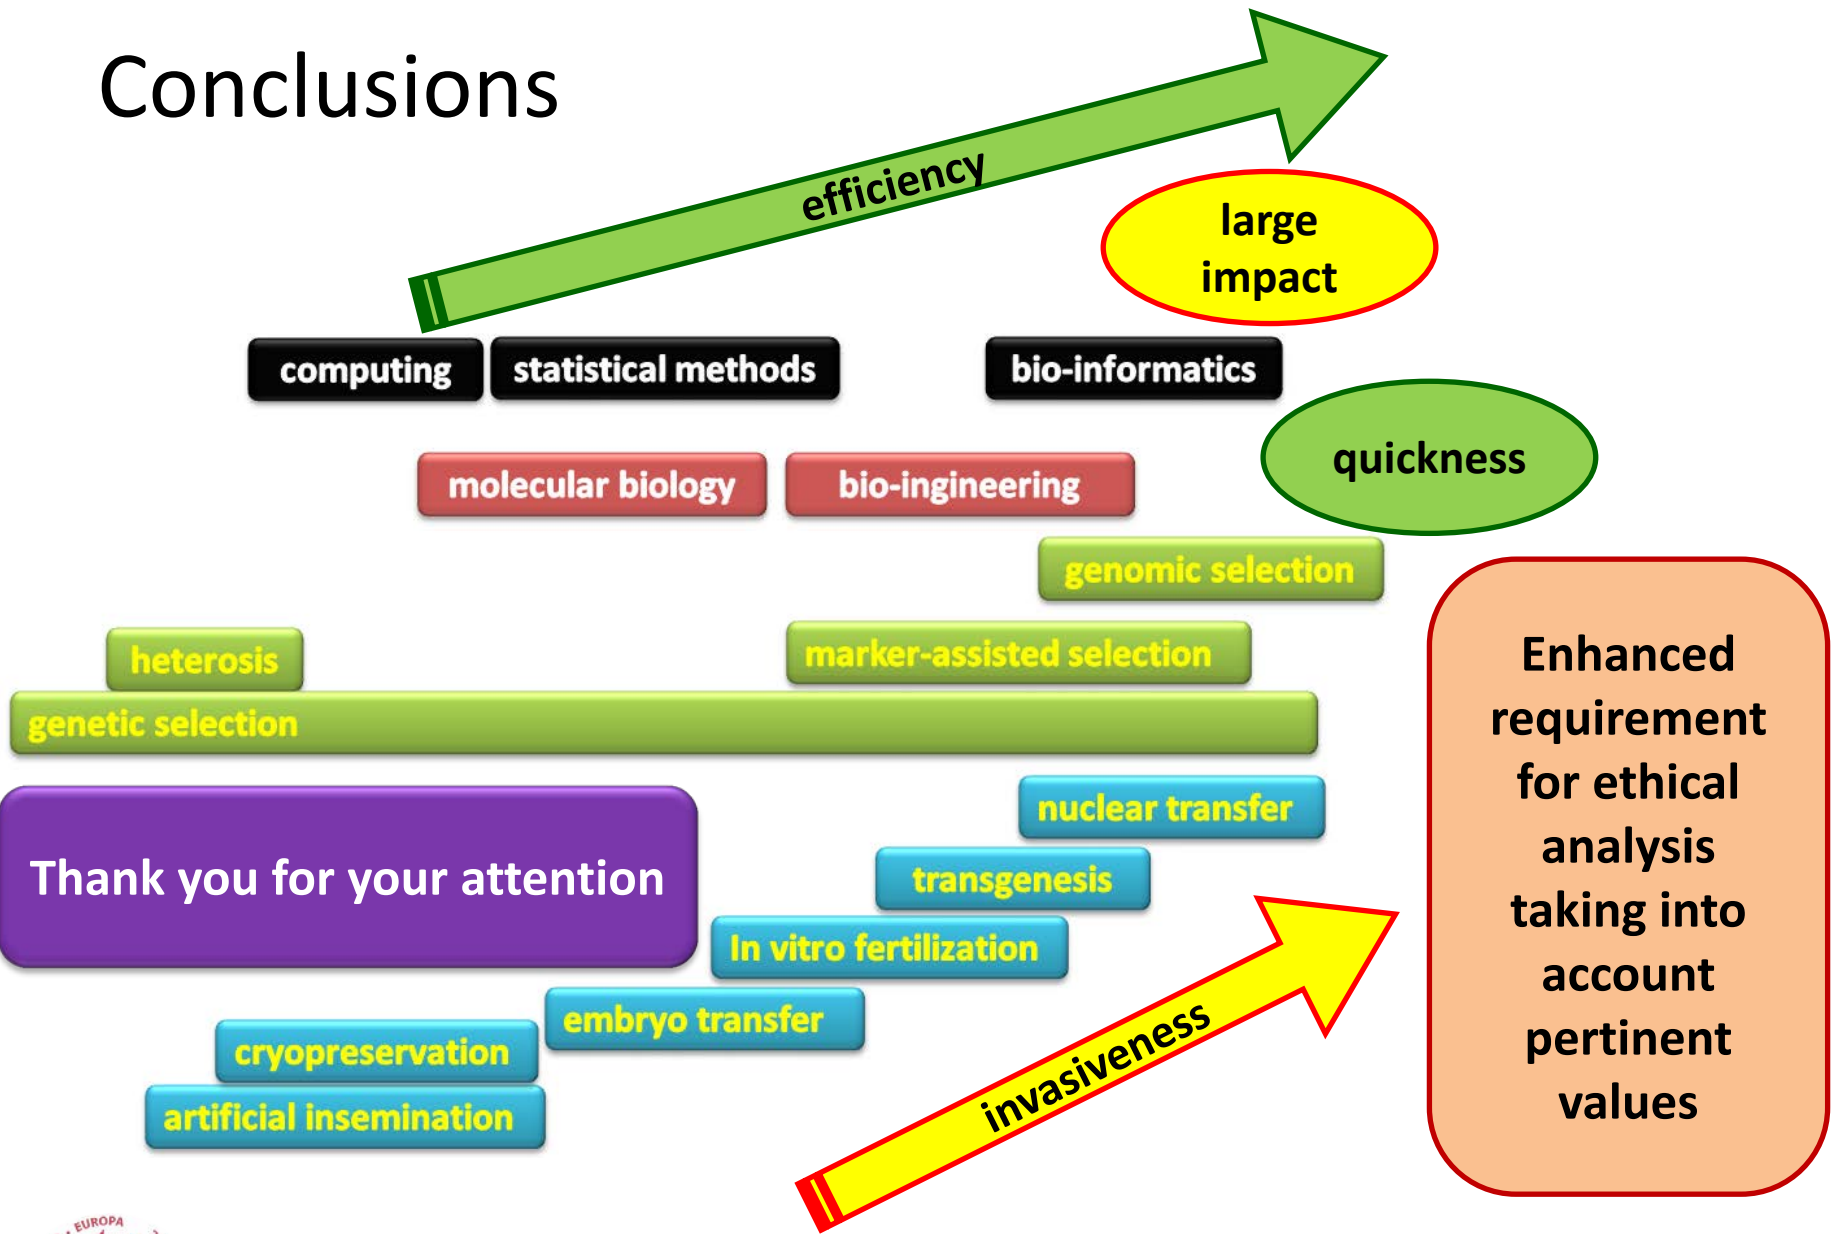 Conclusions
efficiency
large
impact
computing
statistical methods
bio-informatics
quickness
molecular biology
bio-ingineering
genomic selection
heterosis
marker-assisted selection
genetic selection
Enhanced
requirement
for ethical
analysis
taking into
account
pertinent
values
nuclear transfer
Thank you for your attention
transgenesis
In vitro fertilization
embryo transfer
cryopreservation
artificial insemination
invasiveness
EUROPA